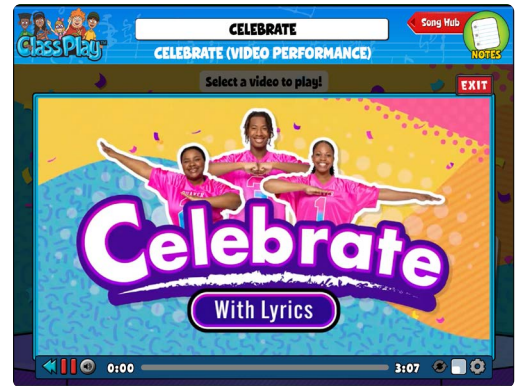 CELEBRATE
Song Hub
ClassPlay
NOTES
CELEBRATE (VIDEO PERFORMANCE)
Select a video to play!
EXIT
Celebrate
With Lyrics
0:00
3:07